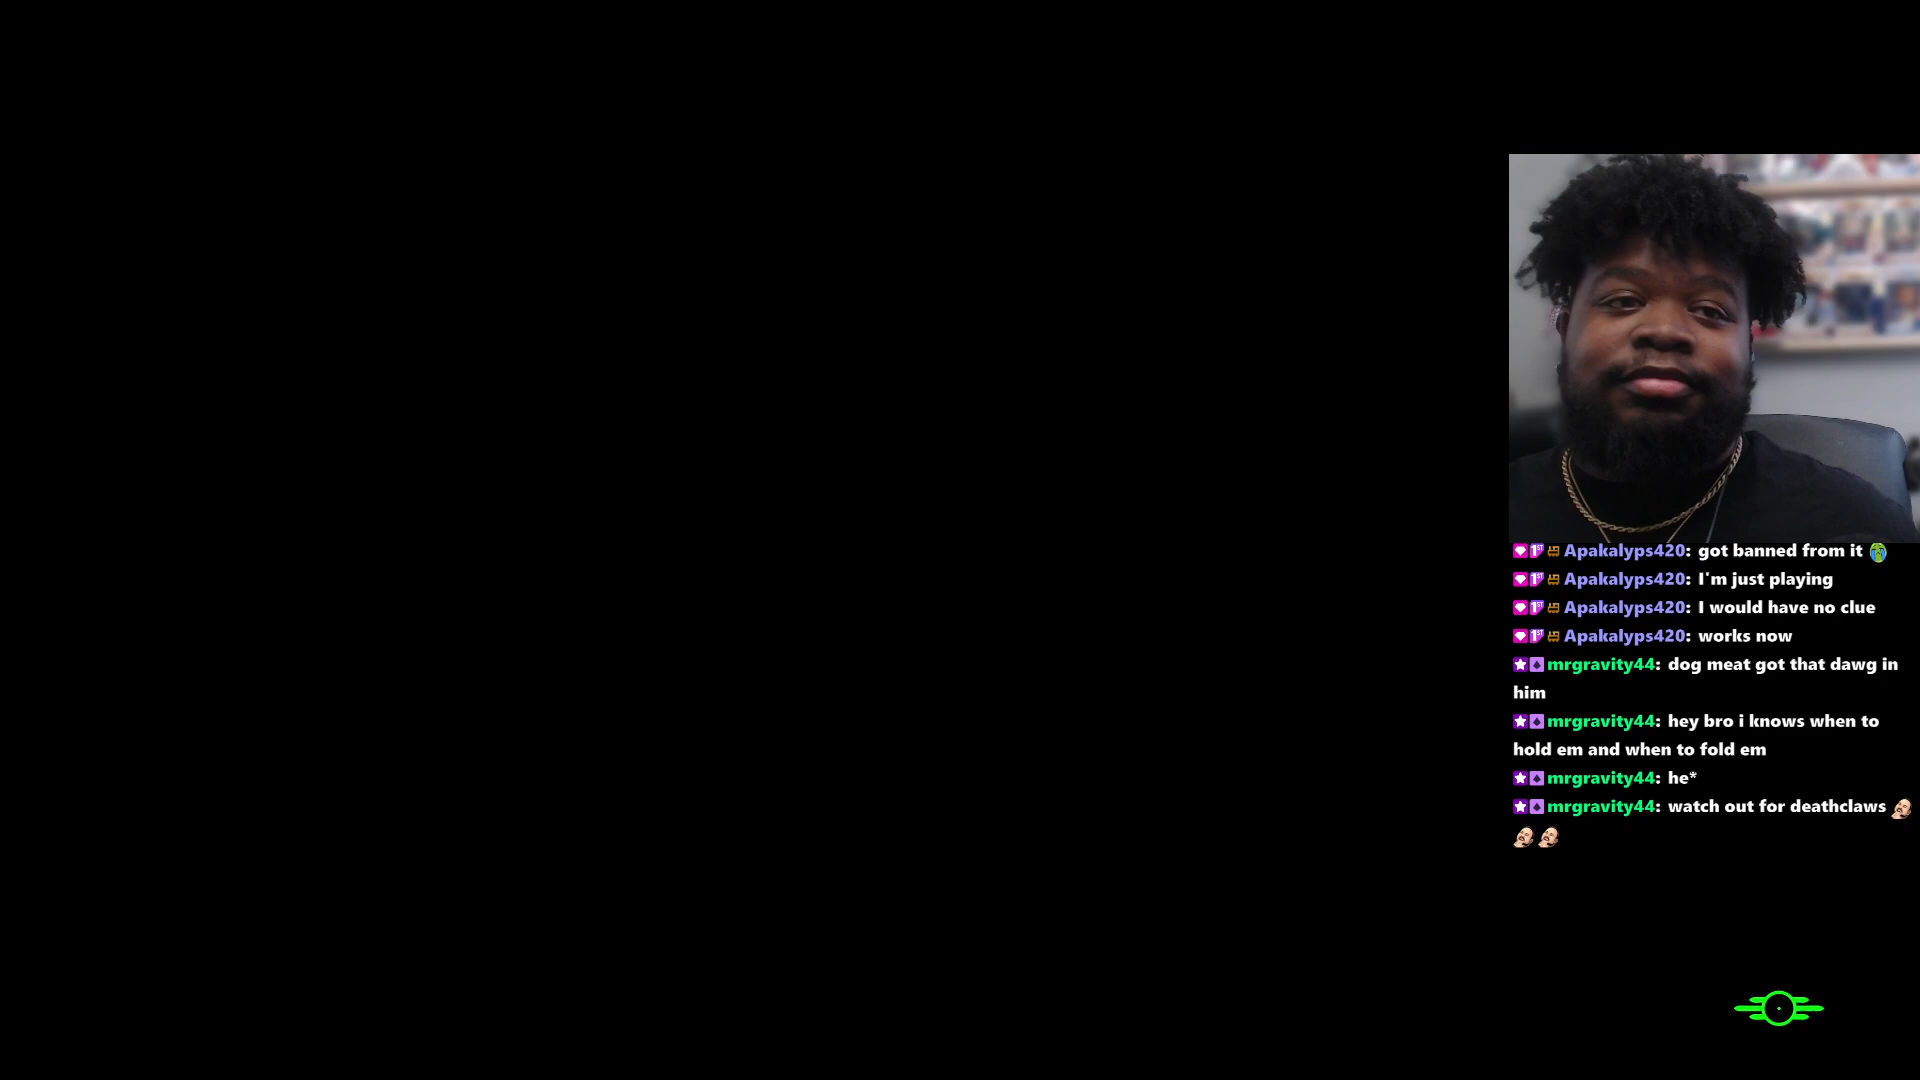 Apakalyps420: got banned from it
Apakalyps420: I'm just playing
Apakalyps420: I would have no clue
Apakalyps420: works now
mrgravity44: dog meat got that dawg in
him
mrgravity44: hey bro i knows when to
hold em and when to fold em
mrgravity44: he*
mrgravity44: watch out for deathclaws